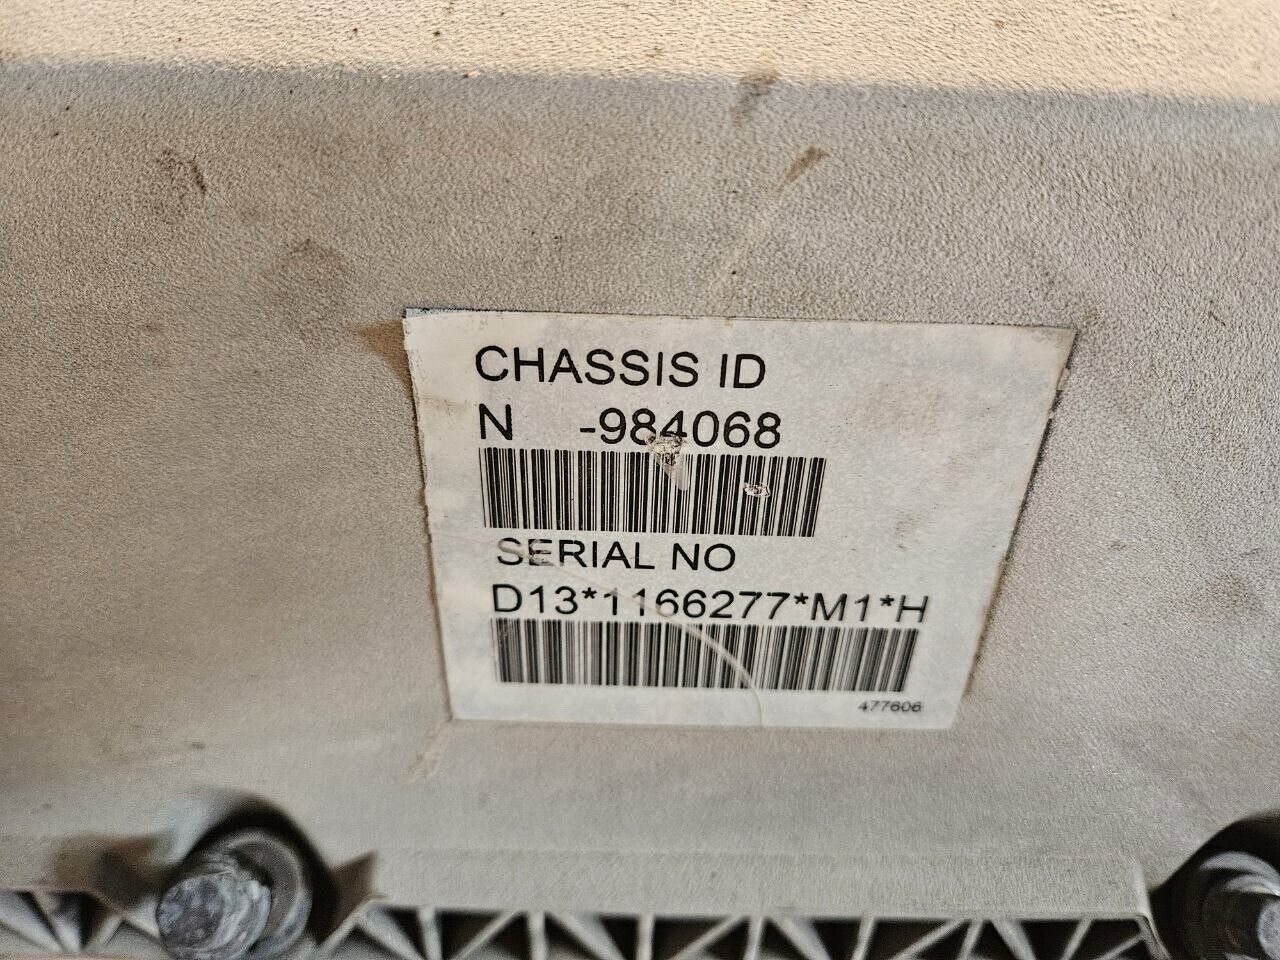 CHASSIS ID
N -984068
SERIAL NO
D13*1166277*M1*H
477606